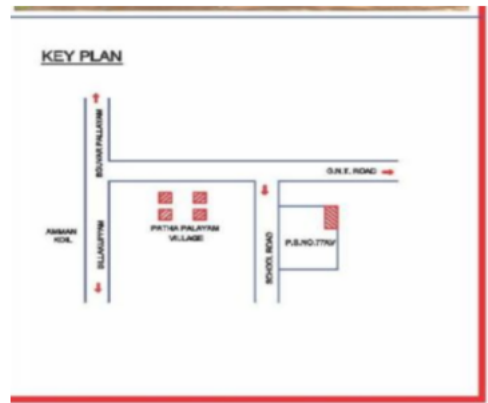 KEY PLAN
G.N.E. ROAD
AMMAN
KOIL
PATHA PALAYAM
VILLAGE
SCHOOL ROAD
P.S.NO.77AV